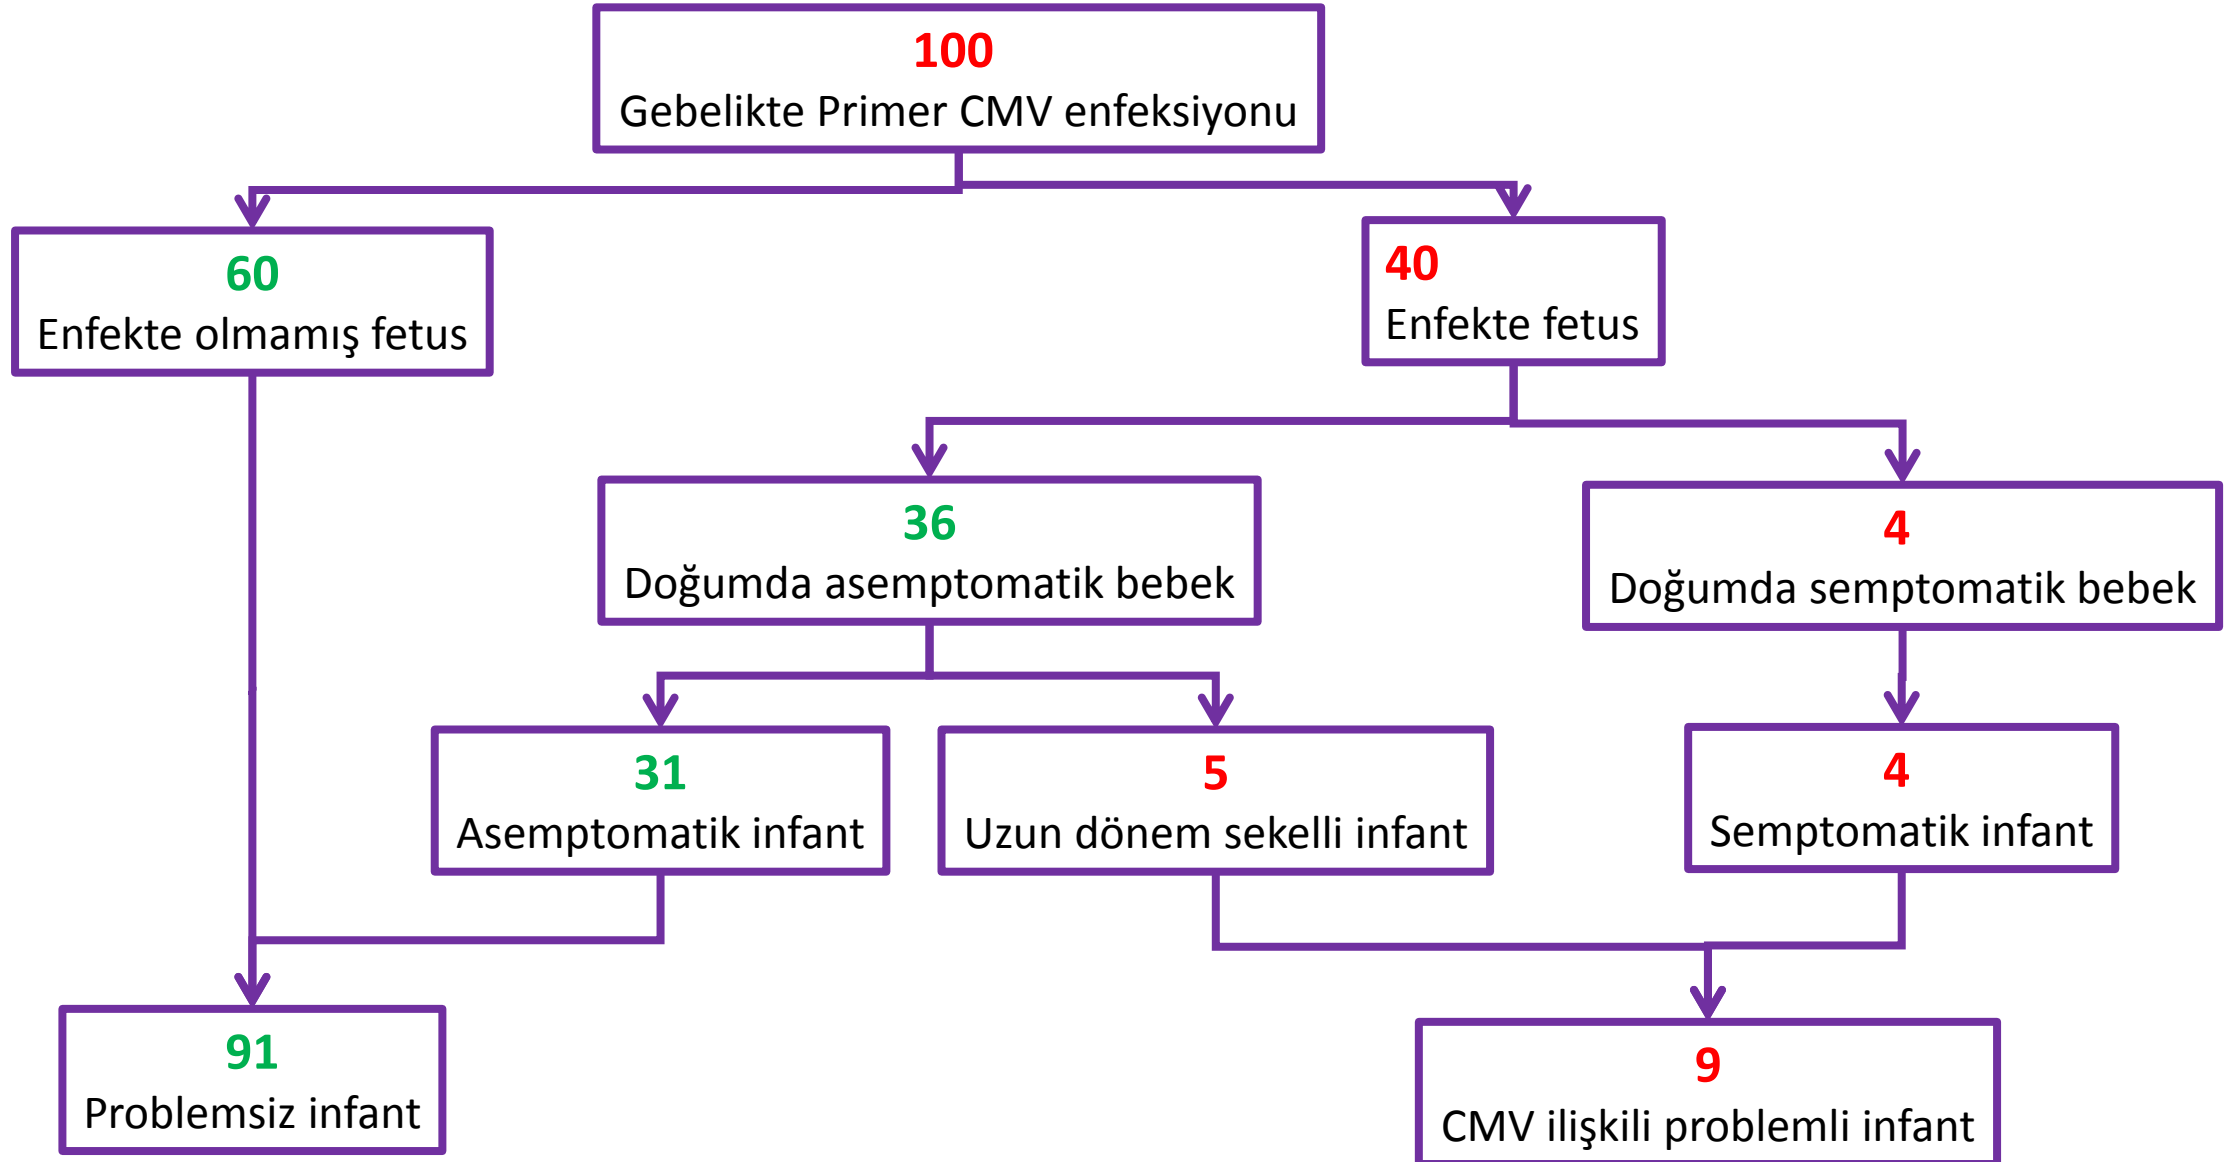 100
Gebelikte Primer CMV enfeksiyonu
60
Enfekte olmamış fetus
40
Enfekte fetus
36
Doğumda asemptomatik bebek
4
Doğumda semptomatik bebek
31
Asemptomatik infant
5
Uzun dönem sekelli infant
4
Semptomatik infant
91
Problemsiz infant
9
CMV ilişkili problemli infant